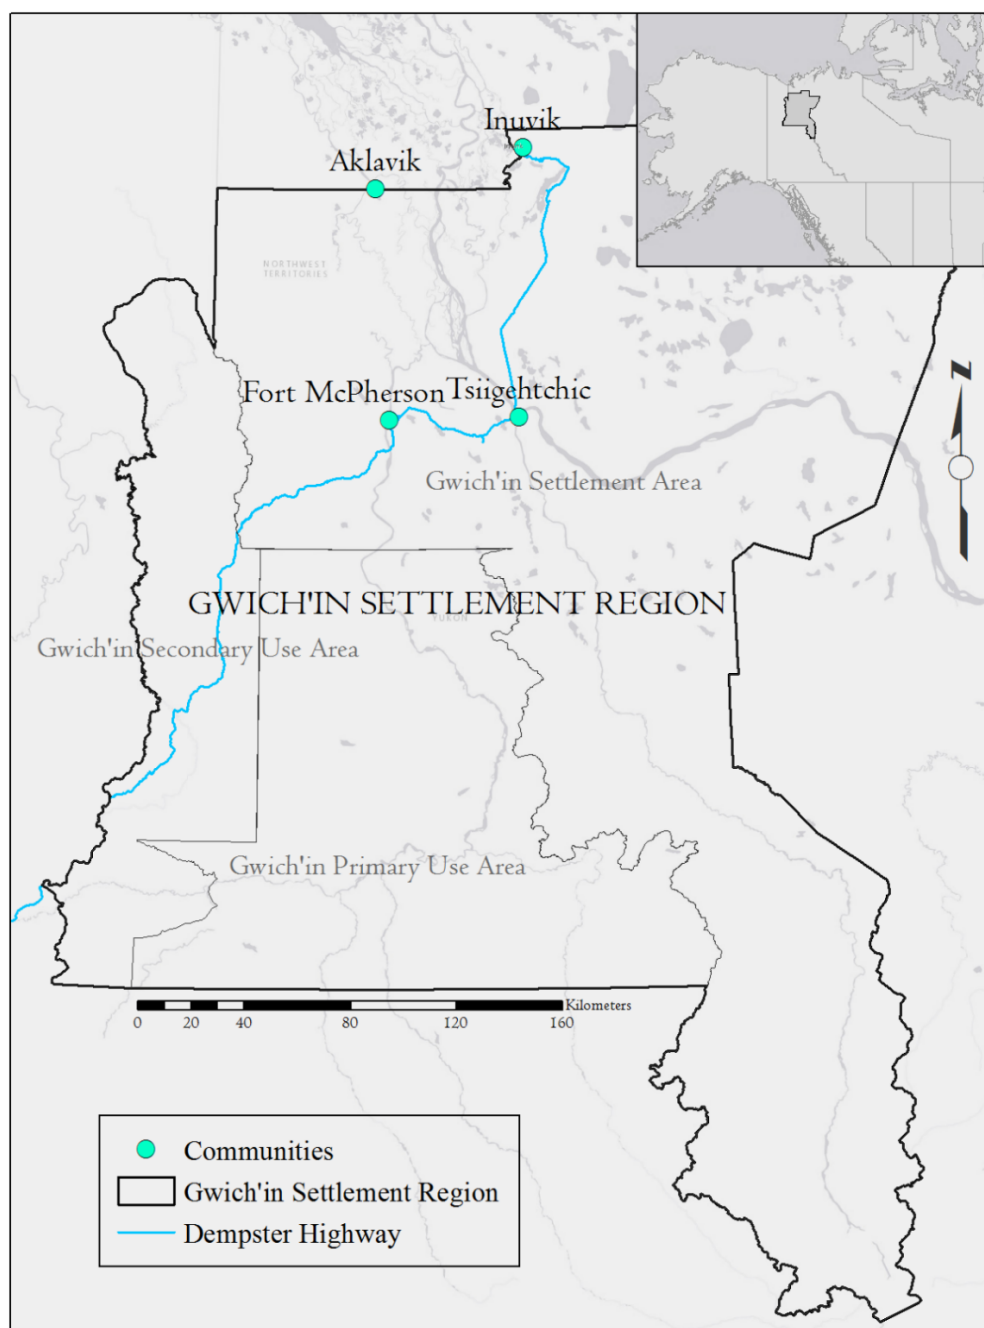 Inuvik
Aklavik
NORTHWEST
TERRITORIES
Fort McPherson
Tsiigehtchic
Z
Gwich'in Settlement Area
GWICH'IN SETTLEMENT REGION
YUKON
Gwich'in Secondary Use Area
Gwich'in Primary Use Area
Kilometers
0 20 40 80 120 160
Communities
Gwich'in Settlement Region
Dempster Highway